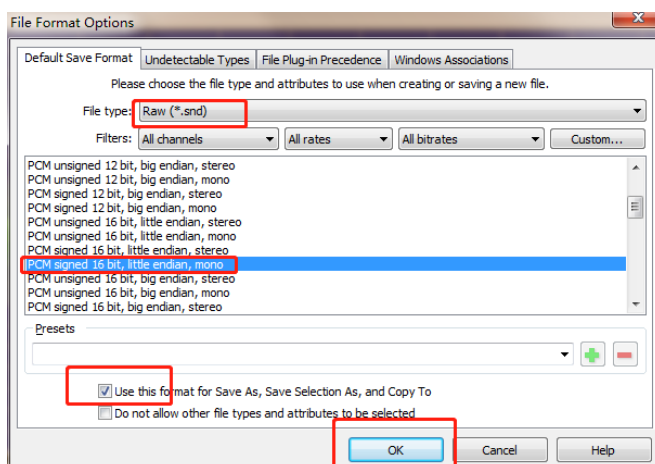 File Format Options
Default Save Format Undetectable Types File Plug-in Precedence Windows Associations
Please choose the file type and attributes to use when creating or saving a new file.
File type: Raw (*.snd)
Filters: All channels All rates All bitrates Custom...
PCM unsigned 12 bit, big endian, stereo
PCM unsigned 12 bit, big endian, mono
PCM signed 12 bit, big endian, stereo
PCM signed 12 bit, big endian, mono
PCM unsigned 16 bit, little endian, stereo
PCM unsigned 16 bit, little endian, mono
PCM signed 16 bit, little endian, stereo
PCM signed 16 bit, little endian, mono
PCM unsigned 16 bit, big endian, stereo
PCM unsigned 16 bit, big endian, mono
PCM signed 16 bit, big endian, stereo
Presets
Use this format for Save As, Save Selection As, and Copy To
Do not allow other file types and attributes to be selected
OK Cancel Help